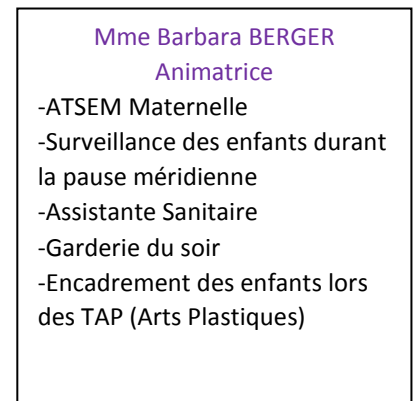 Mme Barbara BERGER
Animatrice
-ATSEM Maternelle
-Surveillance des enfants durant
la pause méridienne
-Assistante Sanitaire
-Garderie du soir
-Encadrement des enfants lors
des TAP (Arts Plastiques)